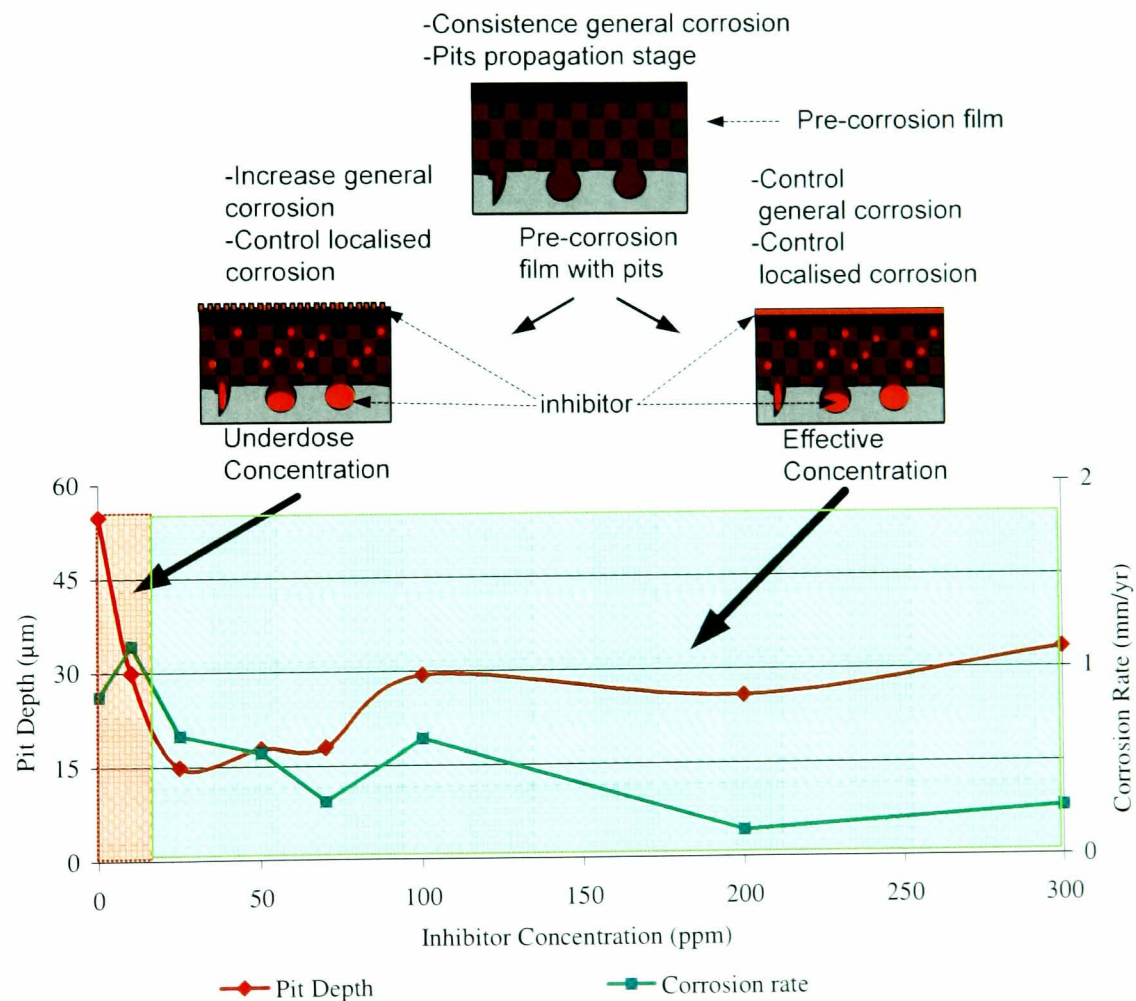 -Consistence general corrosion
-Pits propagation stage
Pre-corrosion film
-Increase general
corrosion
-Control localised
corrosion
Pre-corrosion
film with pits
-Control
general corrosion
-Control
localised corrosion
inhibitor
Underdose
Concentration
Effective
Concentration
60
45
30
15
0
Pit Depth (µm)
2
1
0
Corrosion Rate (mm/yr)
0 50 100 150 200 250 300
Inhibitor Concentration (ppm)
Pit Depth Corrosion rate